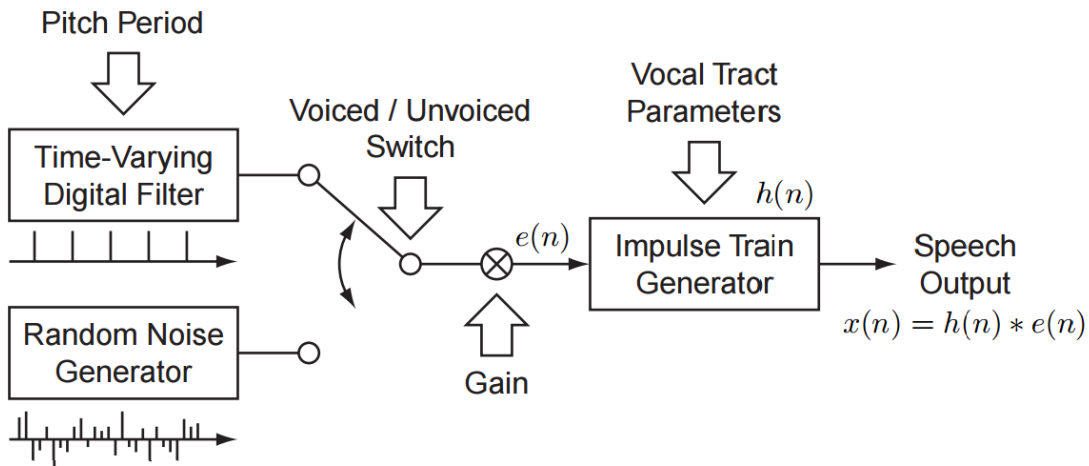 Pitch Period
Time-Varying
Digital Filter
Random Noise
Generator
Voiced / Unvoiced
Switch
Gain
e(n)
Vocal Tract
Parameters
h(n)
Impulse Train
Generator
Speech
Output
x(n) = h(n) ∗ e(n)